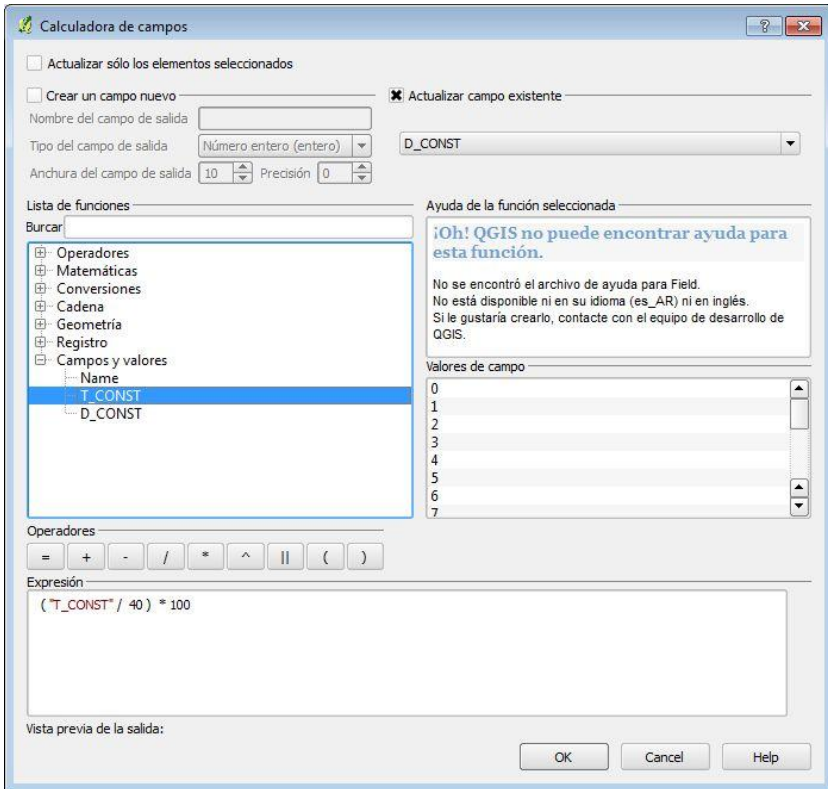 Calculadora de campos
Actualizar sólo los elementos seleccionados
Crear un campo nuevo
Actualizar campo existente
Nombre del campo de salida
Tipo del campo de salida Número entero (entero)
D_CONST
Anchura del campo de salida 10 Precisión 0
Lista de funciones
Burcar
Operadores
Matemáticas
Conversiones
Cadena
Geometría
Registro
Campos y valores
Name
T_CONST
D_CONST
Ayuda de la función seleccionada
¡Oh! QGIS no puede encontrar ayuda para
esta función.
No se encontró el archivo de ayuda para Field.
No está disponible ni en su idioma (es_AR) ni en inglés.
Si le gustaría crearlo, contacte con el equipo de desarrollo de
QGIS.
Valores de campo
0
1
2
3
4
5
6
7
Operadores
= + - / * ^ || ( )
Expresión
( "T_CONST" / 40 ) * 100
Vista previa de la salida:
OK Cancel Help